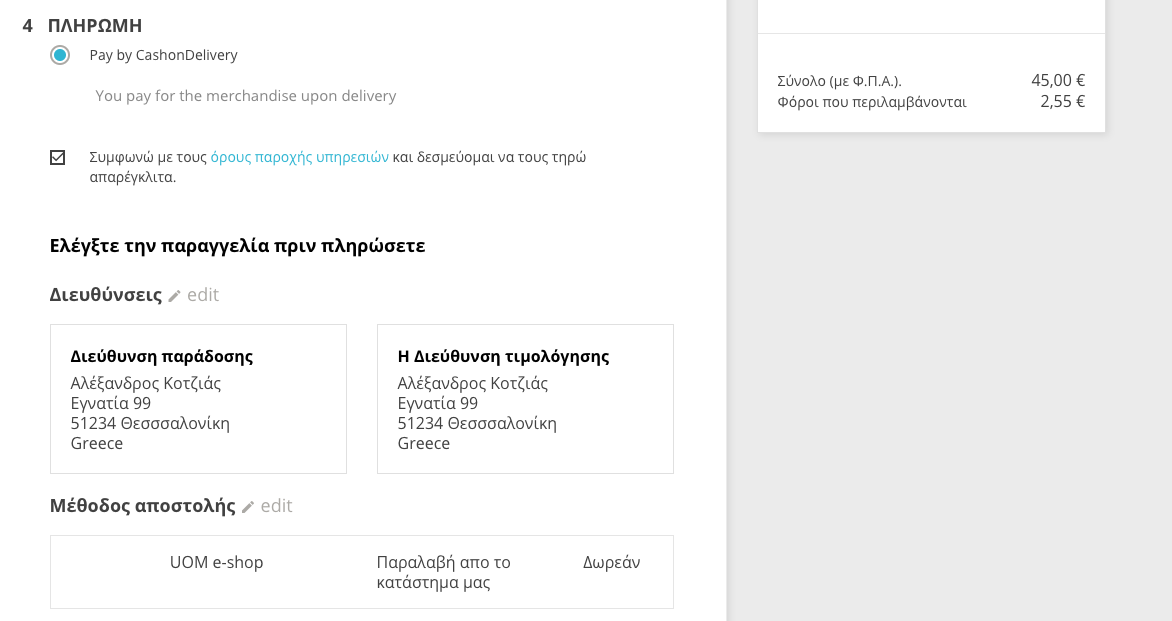 4 ΠΛΗΡΩΜΗ
Pay by CashonDelivery
You pay for the merchandise upon delivery
Συμφωνώ με τους όρους παροχής υπηρεσιών και δεσμεύομαι να τους τηρώ
απαρέγκλιτα.
Ελέγξτε την παραγγελία πριν πληρώσετε
Διευθύνσεις edit
Διεύθυνση παράδοσης
Αλέξανδρος Κοτζιάς
Εγνατία 99
51234 Θεσσσαλονίκη
Greece
Η Διεύθυνση τιμολόγησης
Αλέξανδρος Κοτζιάς
Εγνατία 99
51234 Θεσσσαλονίκη
Greece
Μέθοδος αποστολής edit
UOM e-shop
Παραλαβή απο το
κατάστημα μας
Δωρεάν
Σύνολο (με Φ.Π.Α.). 45,00 €
Φόροι που περιλαμβάνονται 2,55 €